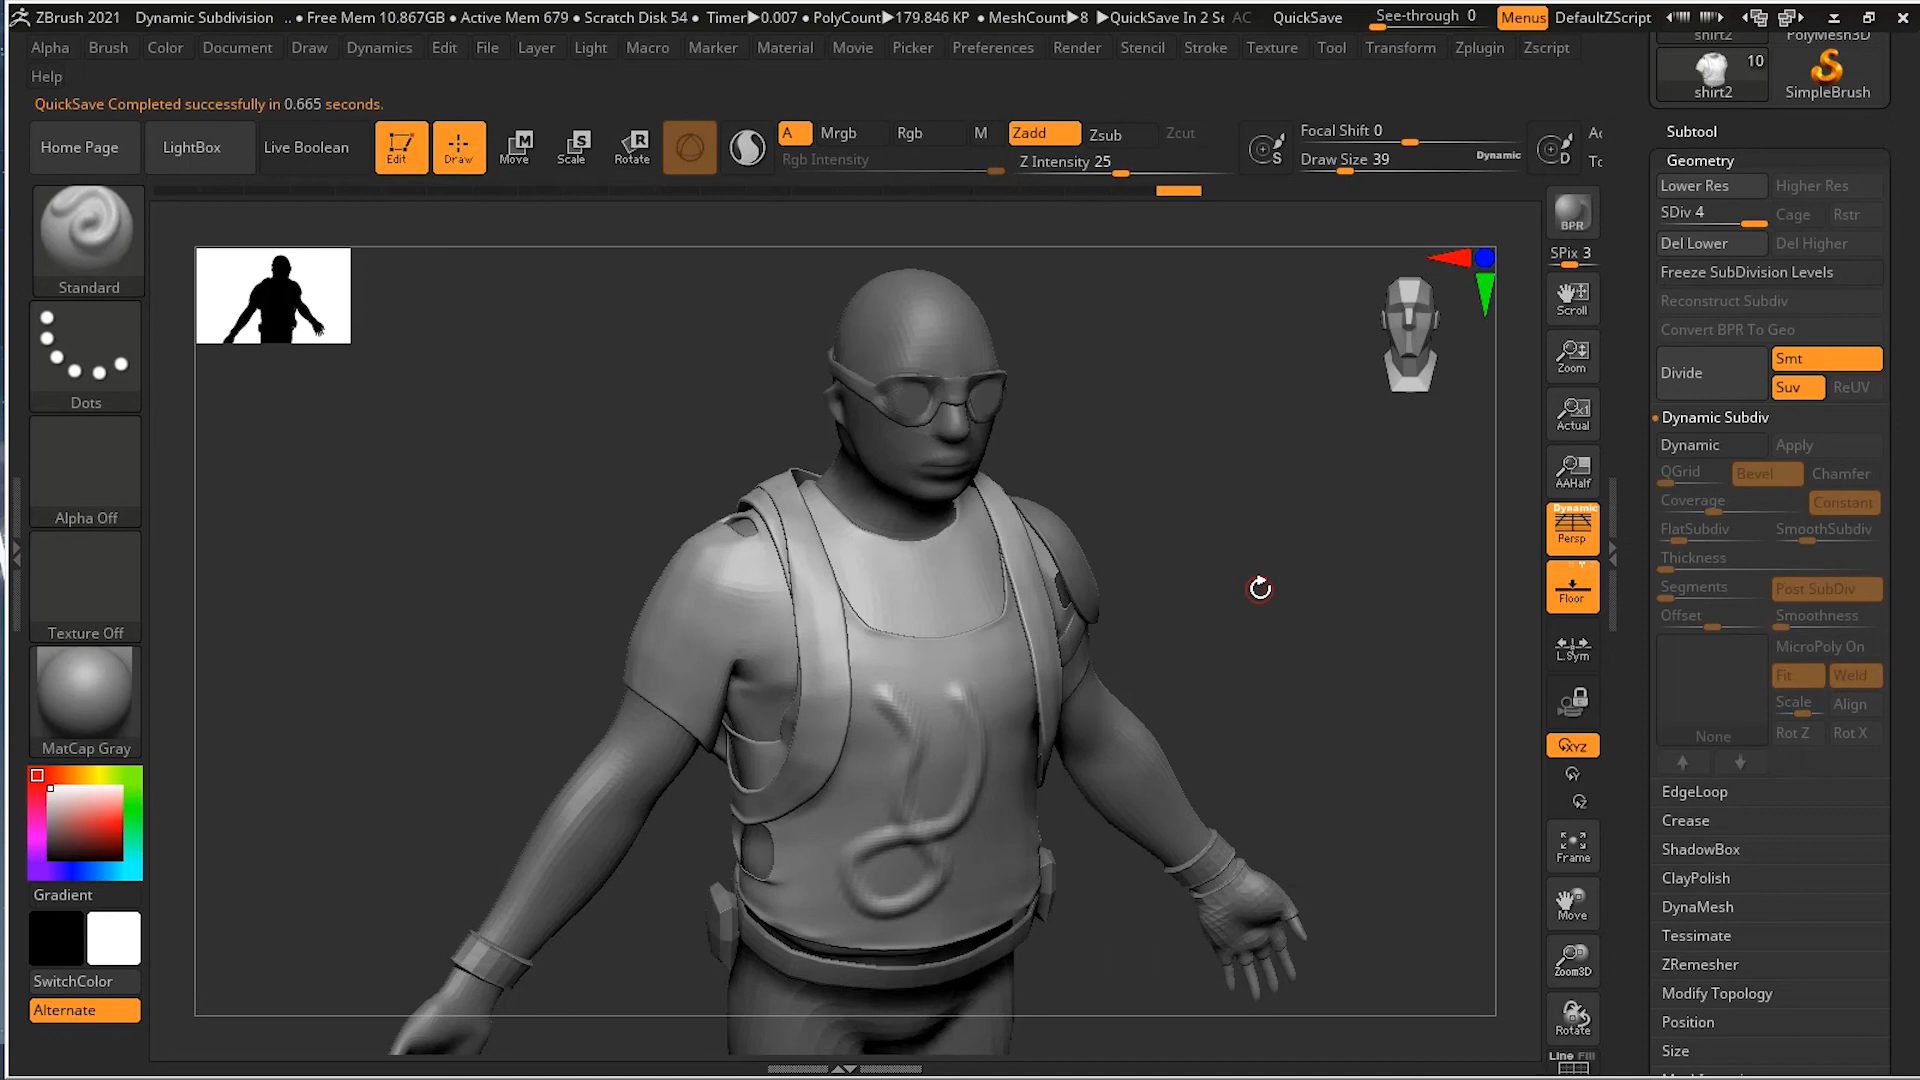 ZBrush 2021 Dynamic Subdivision .. • Free Mem 10.867GB • Active Mem 679 • Scratch Disk 54 • Timer▶0.007 • PolyCount▶179.846 KP • MeshCount▶8 ▶QuickSave In 2 Se AC QuickSave See-through 0 Menus DefaultZScript
Alpha Brush Color Document Draw Dynamics Edit File Layer Light Macro Marker Material Movie Picker Preferences Render Stencil Stroke Texture Tool Transform Zplugin Zscript
Help
QuickSave Completed successfully in 0.665 seconds.
Home Page
LightBox
Live Boolean
Edit
Draw
M
Move
S
Scale
R
Rotate
A Mrgb Rgb M Zadd Zsub Zcut
Rgb Intensity
Z Intensity 25
S
Focal Shift 0
Draw Size 39
Dynamic
D
Standard
Dots
Alpha Off
Texture Off
MatCap Gray
Gradient
SwitchColor
Alternate
BPR
SPix 3
Scroll
Zoom
Actual
AAHalf
Dynamic
Persp
Floor
L.Sym
XYZ
Y
Z
Frame
Move
Zoom3D
Rotate
Line Fill
shirt2 PolyMesh3D
10
shirt2 SimpleBrush
Subtool
Geometry
Lower Res Higher Res
SDiv 4 Cage Rstr
Del Lower Del Higher
Freeze SubDivision Levels
Reconstruct Subdiv
Convert BPR To Geo
Divide Smt
Suv ReUV
Dynamic Subdiv
Dynamic Apply
QGrid Bevel Chamfer
Coverage Constant
FlatSubdiv SmoothSubdiv
Thickness
Segments Post SubDiv
Offset Smoothness
MicroPoly On
Fit Weld
Scale Align
None Rot Z Rot X
EdgeLoop
Crease
ShadowBox
ClayPolish
DynaMesh
Tessimate
ZRemesher
Modify Topology
Position
Size